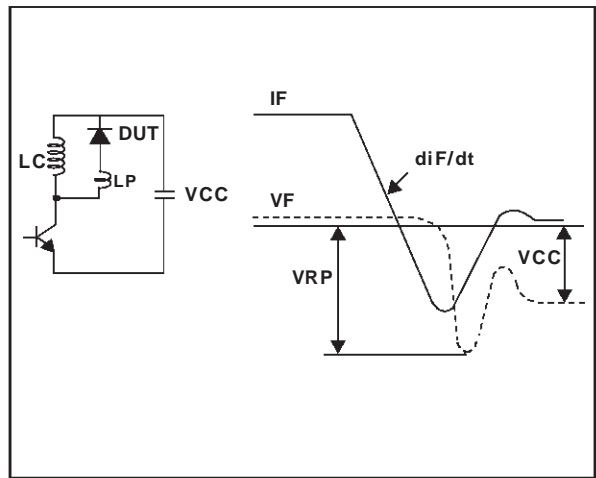 IF
DUT
diF/dt
LC
LP
VCC
VF
VRP
VCC